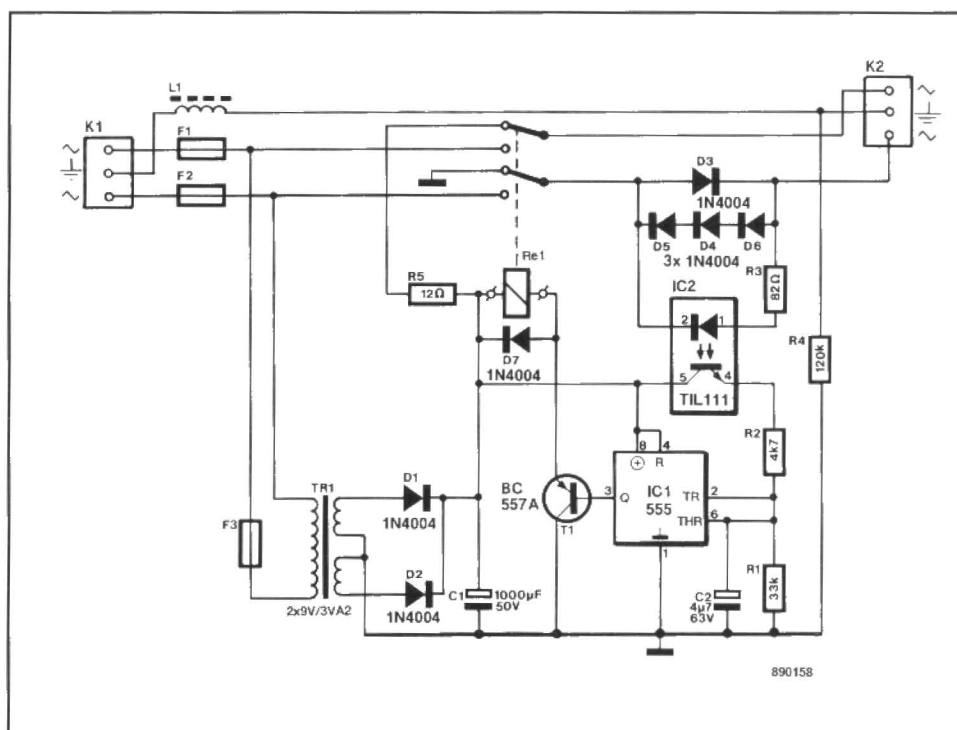 K2
L1
K1
F1
~
~
F2
~
~
D3
1N4004
D5 D4 D6
3x 1N4004
Re1
R5
12Ω
R3
82Ω
IC2
2 1
R4
120k
D7
1N4004
5 4
TIL111
R2
4k7
8 4
⊕ R
D1
1N4004
TR1
BC
557A
3 Q
IC1
555
TR 2
THR 6
T1
1
F3
R1
33k
D2
1N4004
C1
1000µF
50V
C2
4µ7
63V
2x9V/3VA2
890158